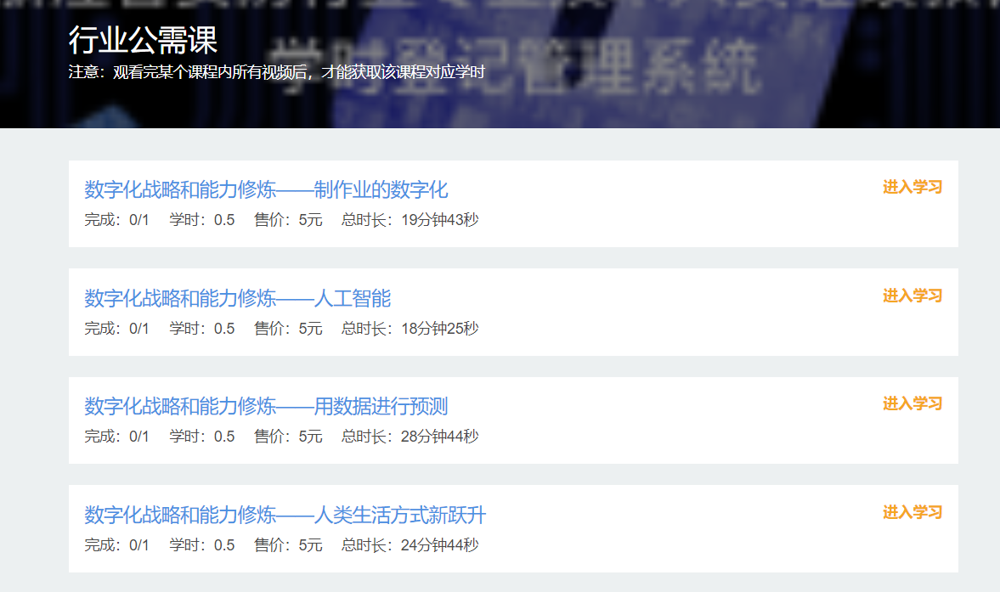 行业公需课
注意：观看完某个课程内所有视频后，才能获取该课程对应学时
学时登记管理系统
数字化战略和能力修炼——制作业的数字化
进入学习
完成：0/1 学时：0.5 售价：5元 总时长：19分钟43秒
数字化战略和能力修炼——人工智能
进入学习
完成：0/1 学时：0.5 售价：5元 总时长：18分钟25秒
数字化战略和能力修炼——用数据进行预测
进入学习
完成：0/1 学时：0.5 售价：5元 总时长：28分钟44秒
数字化战略和能力修炼——人类生活方式新跃升
进入学习
完成：0/1 学时：0.5 售价：5元 总时长：24分钟44秒